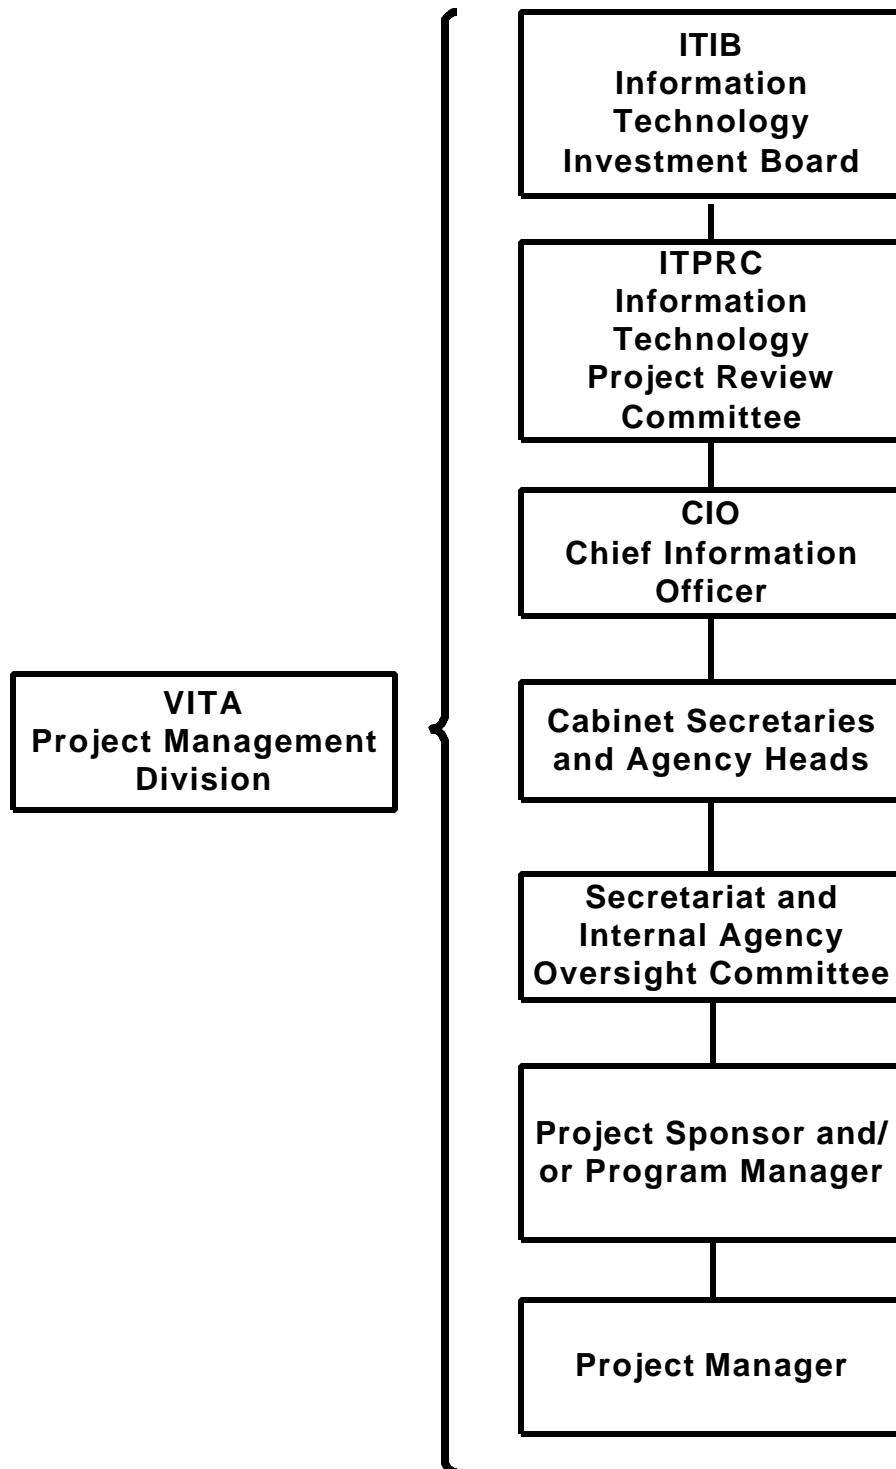 ITIB
Information
Technology
Investment Board
ITPRC
Information
Technology
Project Review
Committee
CIO
Chief Information
Officer
VITA
Project Management
Division
Cabinet Secretaries
and Agency Heads
Secretariat and
Internal Agency
Oversight Committee
Project Sponsor and/
or Program Manager
Project Manager